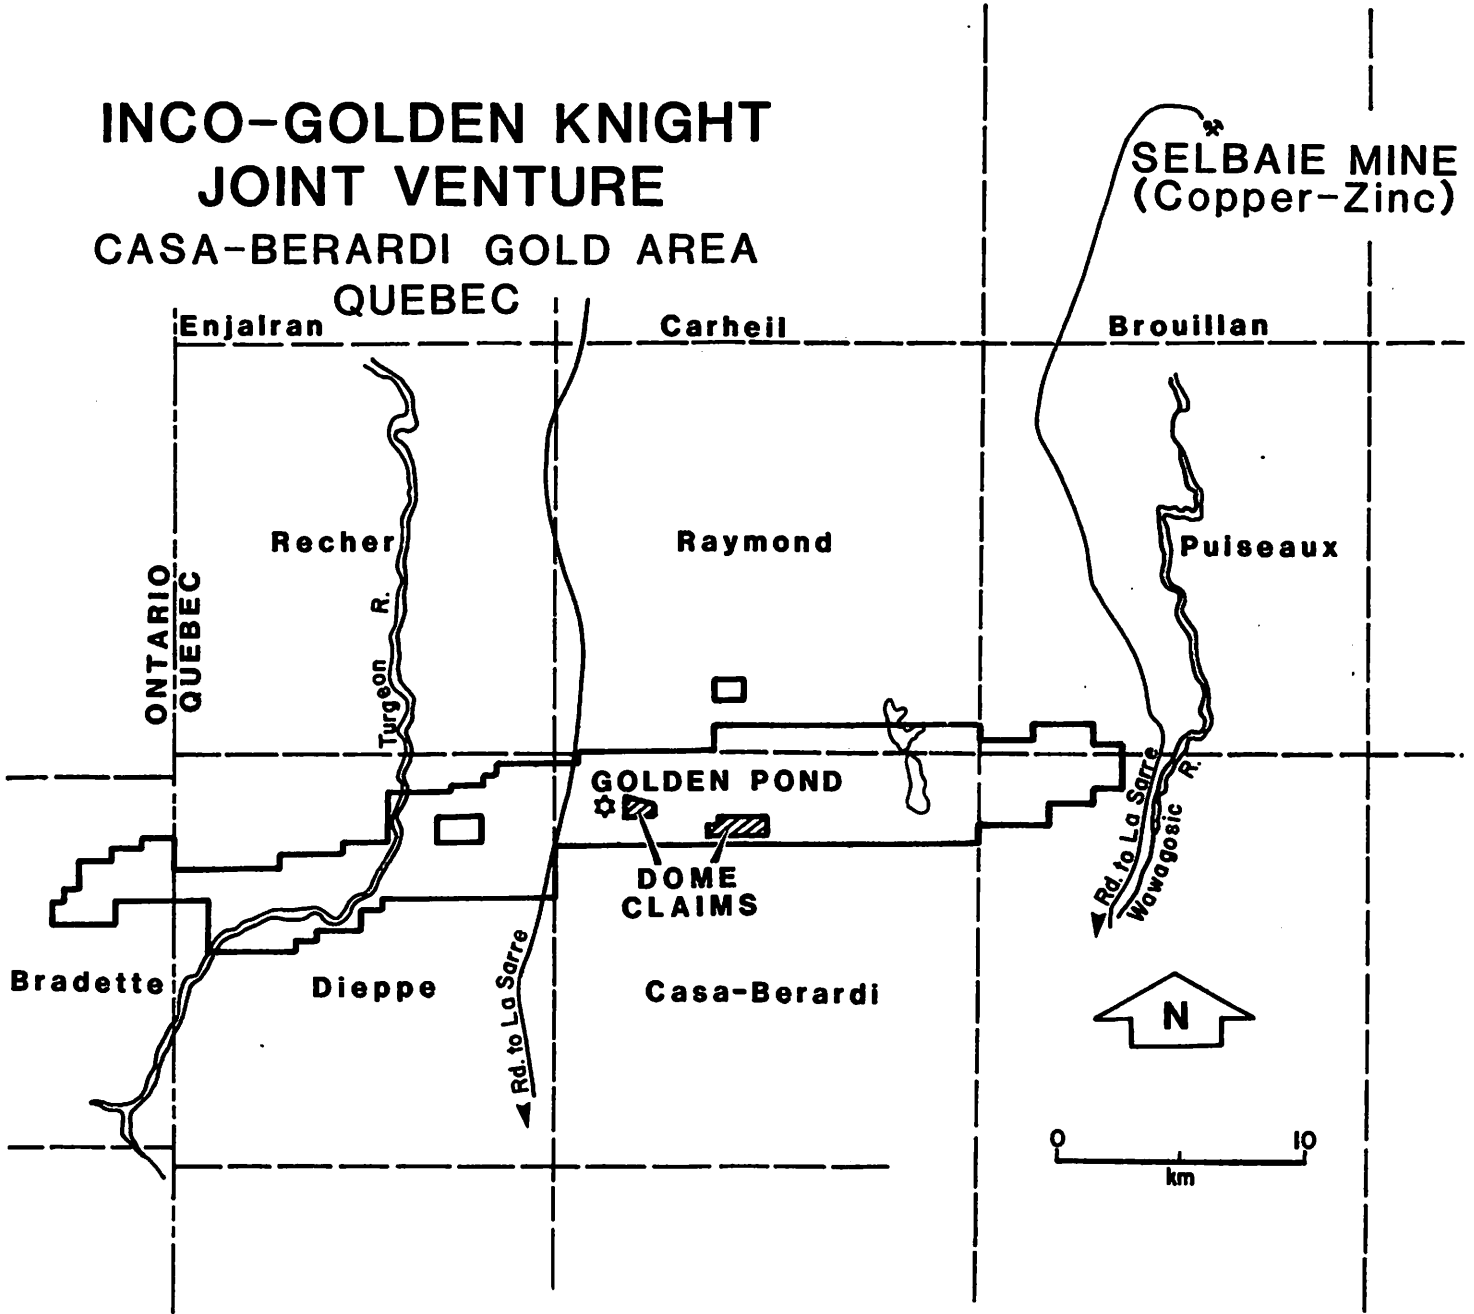 INCO-GOLDEN KNIGHT
JOINT VENTURE
CASA-BERARDI GOLD AREA
QUEBEC
SELBAIE MINE
(Copper-Zinc)
Enjalran
Carheil
Brouillan
Recher
Raymond
Puiseaux
ONTARIO
QUEBEC
Turgeon R.
GOLDEN POND
DOME
CLAIMS
Rd. to La Sarre
Wawagosic R.
Bradette
Dieppe
Rd. to La Sarre
Casa-Berardi
N
0 10
km